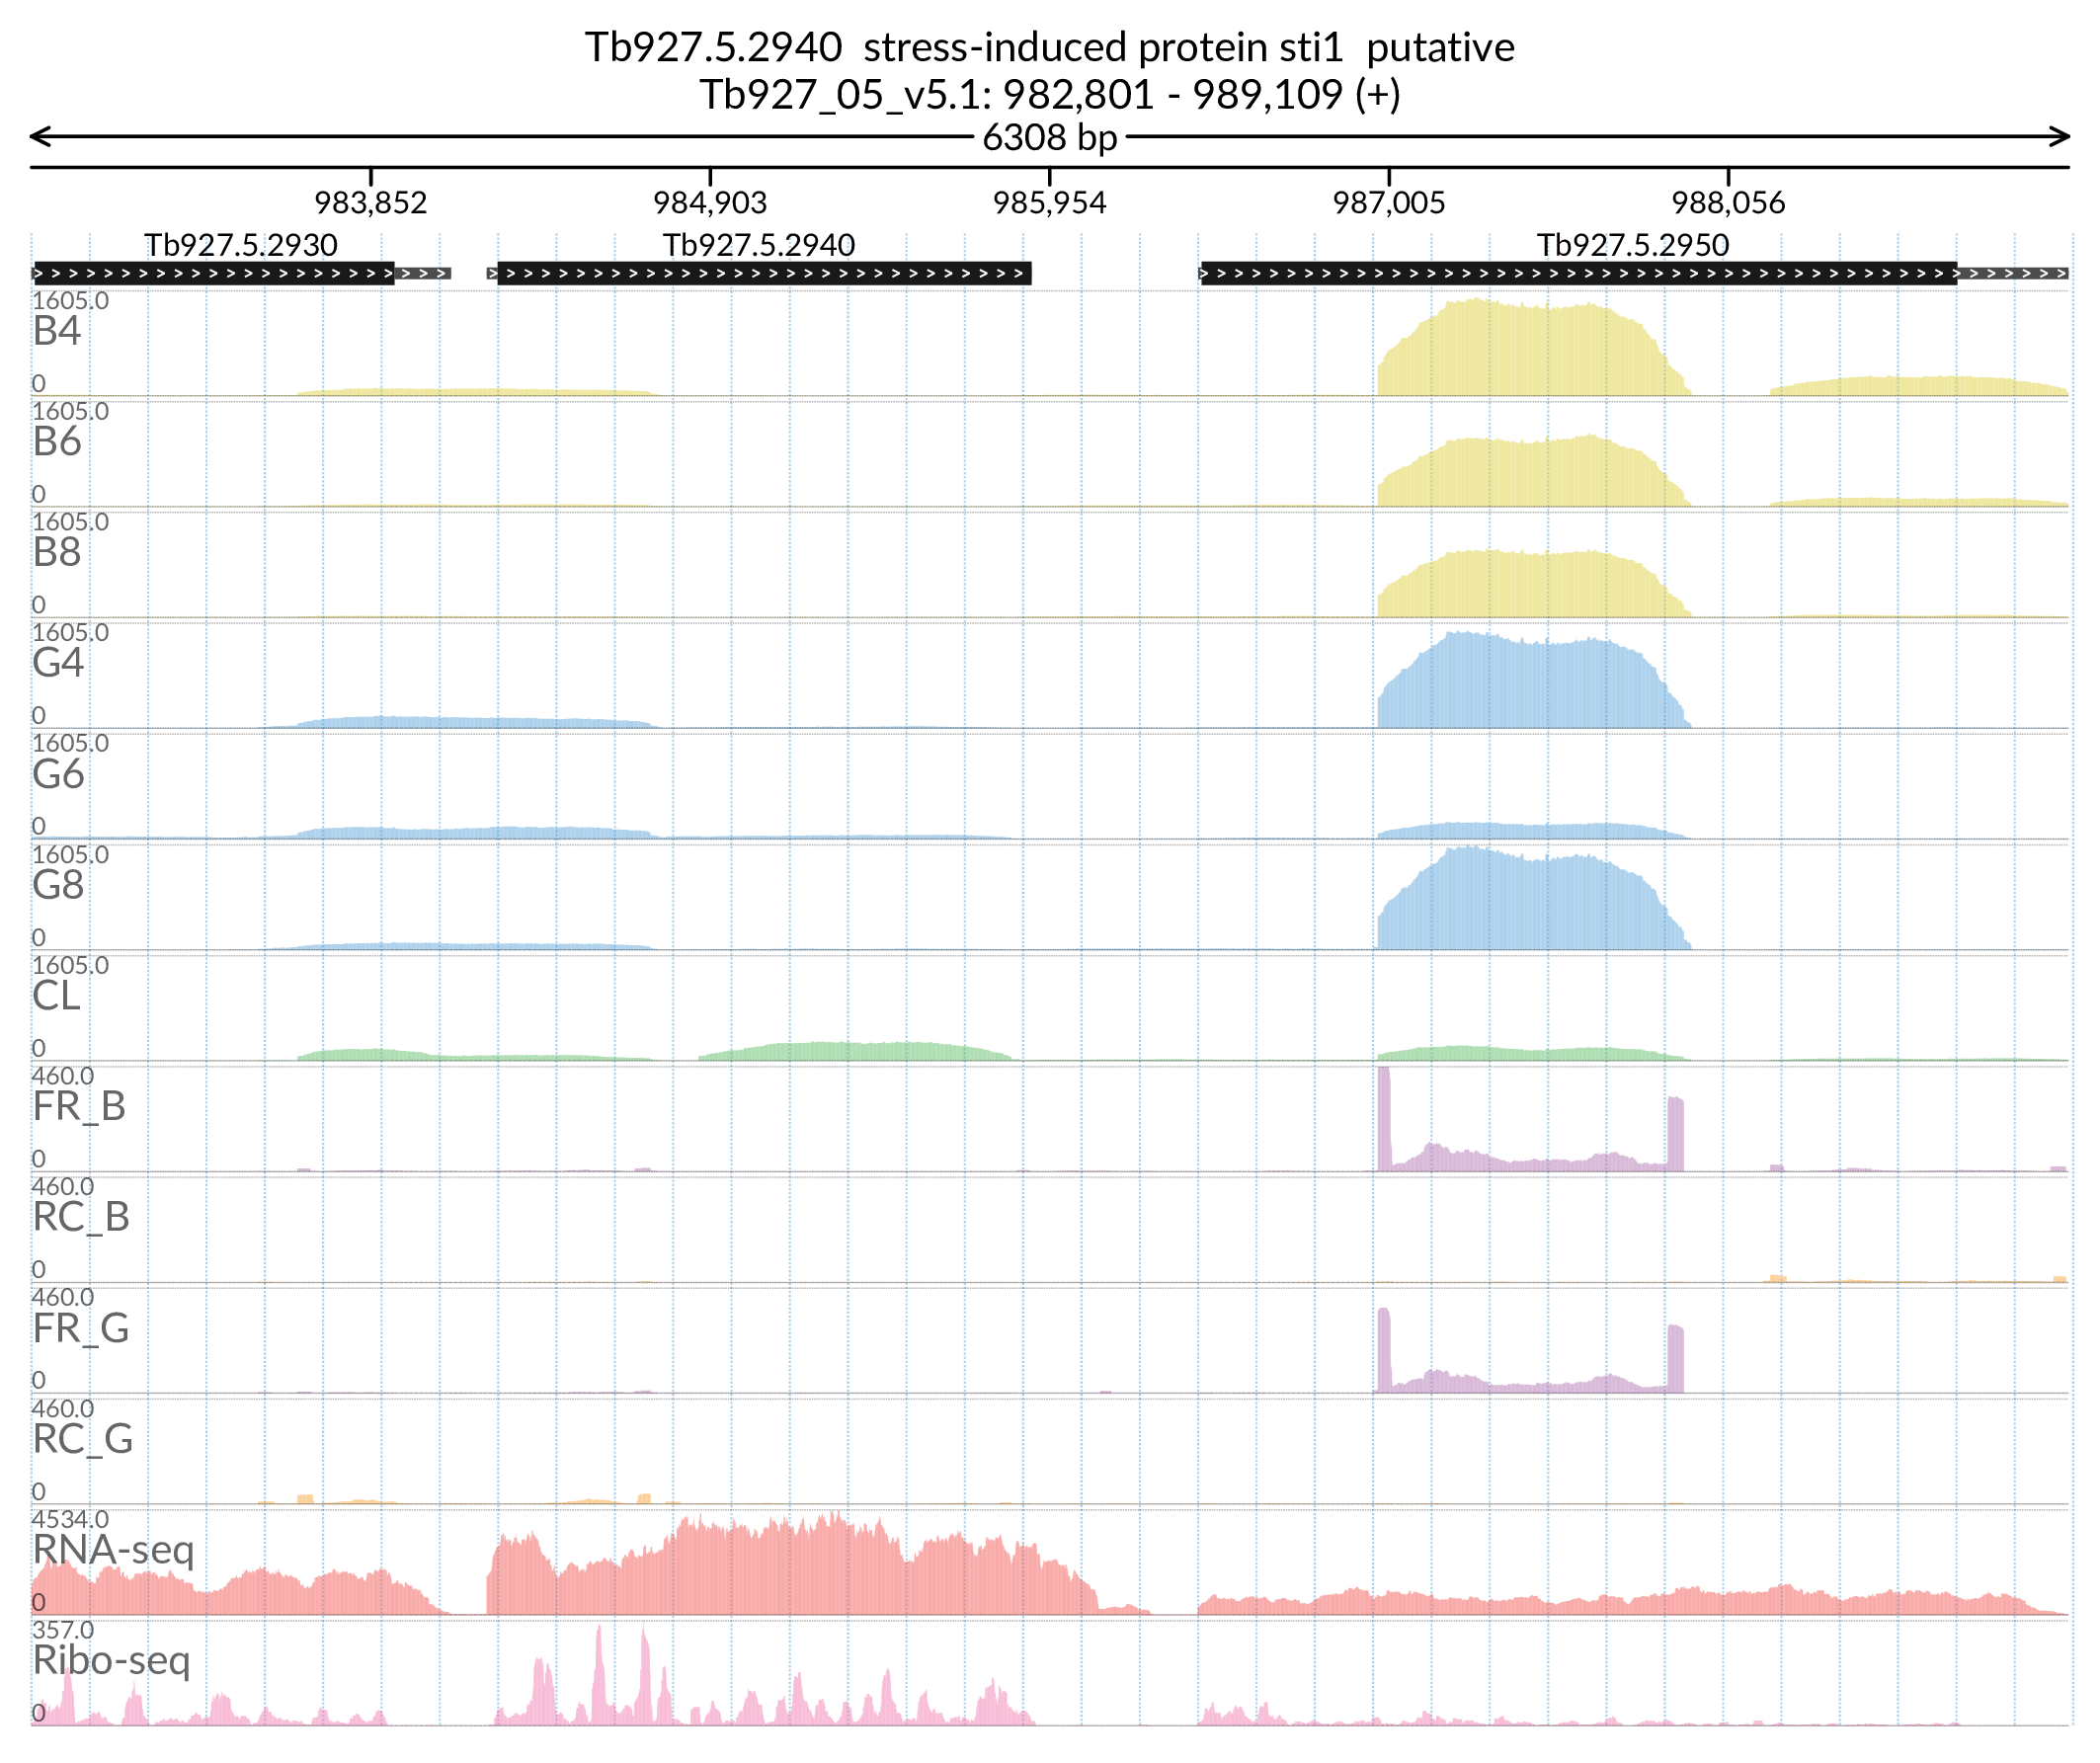 Tb927.5.2940  stress-induced protein sti1  putative
Tb927_05_v5.1: 982,801 - 989,109 (+)
6308 bp
983,852 984,903 985,954 987,005 988,056
Tb927.5.2930 Tb927.5.2940 Tb927.5.2950
1605.0
B4
0
1605.0
B6
0
1605.0
B8
0
1605.0
G4
0
1605.0
G6
0
1605.0
G8
0
1605.0
CL
0
460.0
FR_B
0
460.0
RC_B
0
460.0
FR_G
0
460.0
RC_G
0
4534.0
RNA-seq
0
357.0
Ribo-seq
0